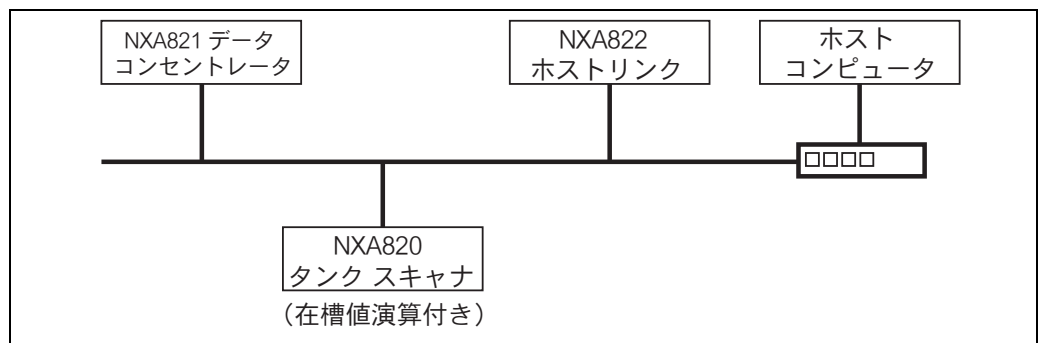 NXA821 データ
コンセントレータ
NXA822
ホストリンク
ホスト
コンピュータ
NXA820
タンク スキャナ
（在槽値演算付き）